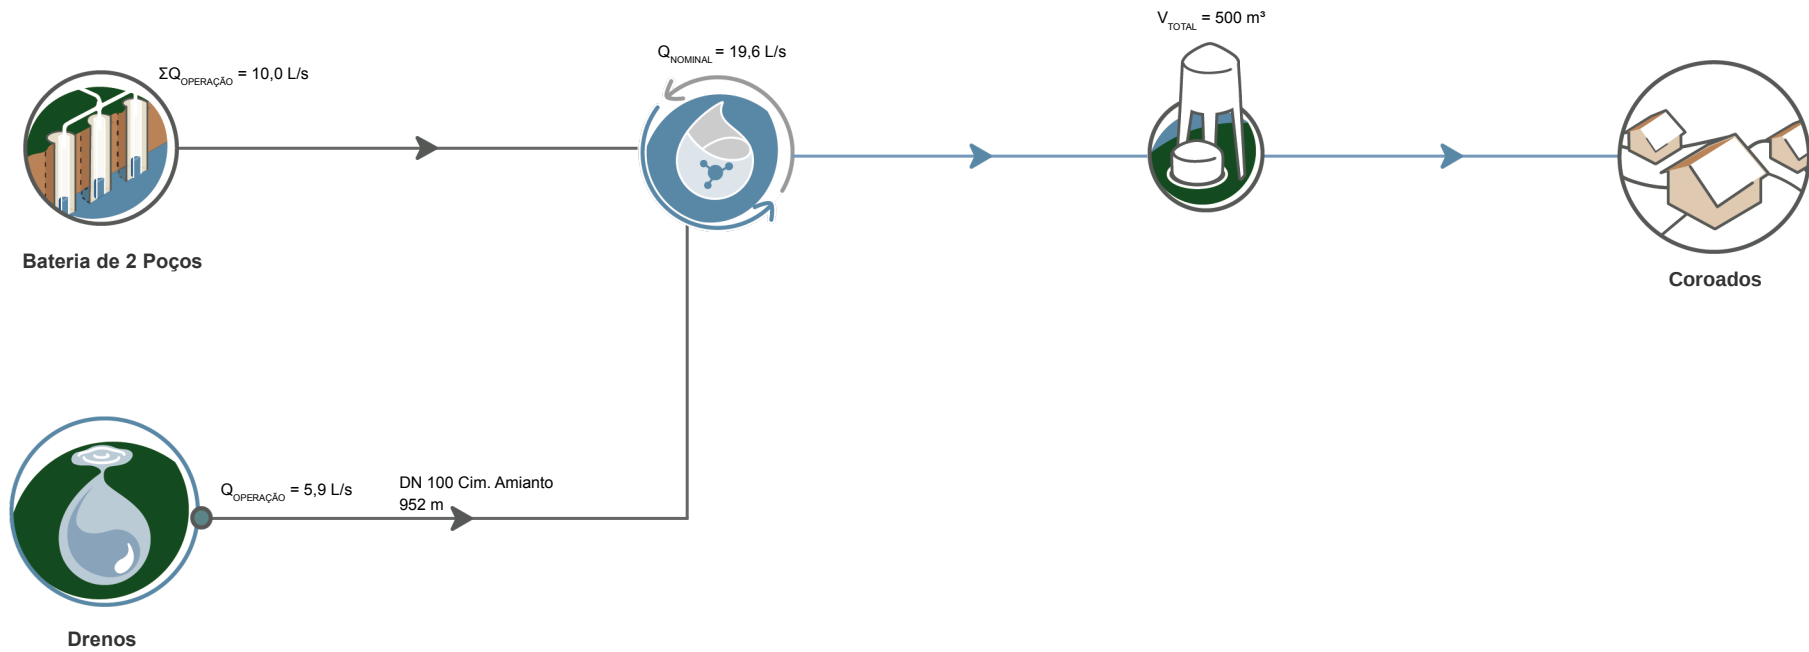 V_TOTAL = 500 m³
Q_NOMINAL = 19,6 L/s
ΣQ_OPERAÇÃO = 10,0 L/s
Bateria de 2 Poços
Coroados
Q_OPERAÇÃO = 5,9 L/s
DN 100 Cim. Amianto
952 m
Drenos